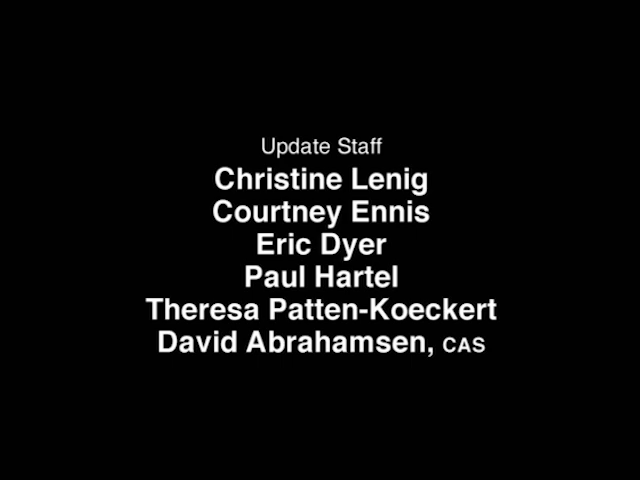 Update Staff
Christine Lenig
Courtney Ennis
Eric Dyer
Paul Hartel
Theresa Patten-Koeckert
David Abrahamsen, CAS